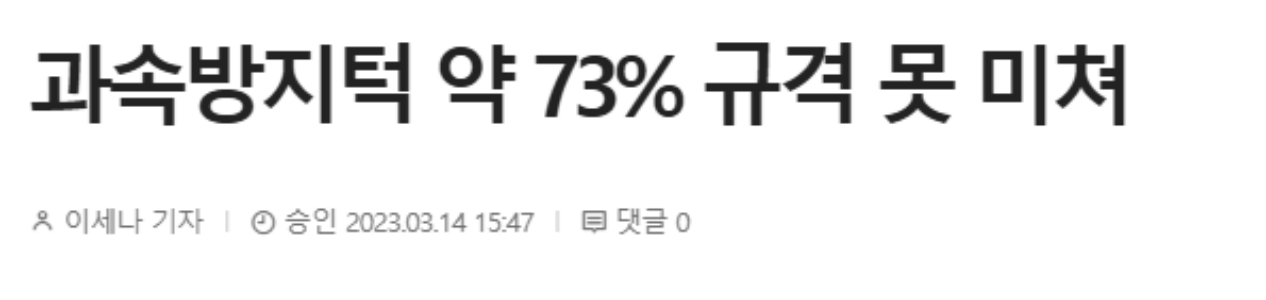 과속방지턱 약 73% 규격 못 미쳐
이세나 기자 | 승인 2023.03.14 15:47 | 댓글 0